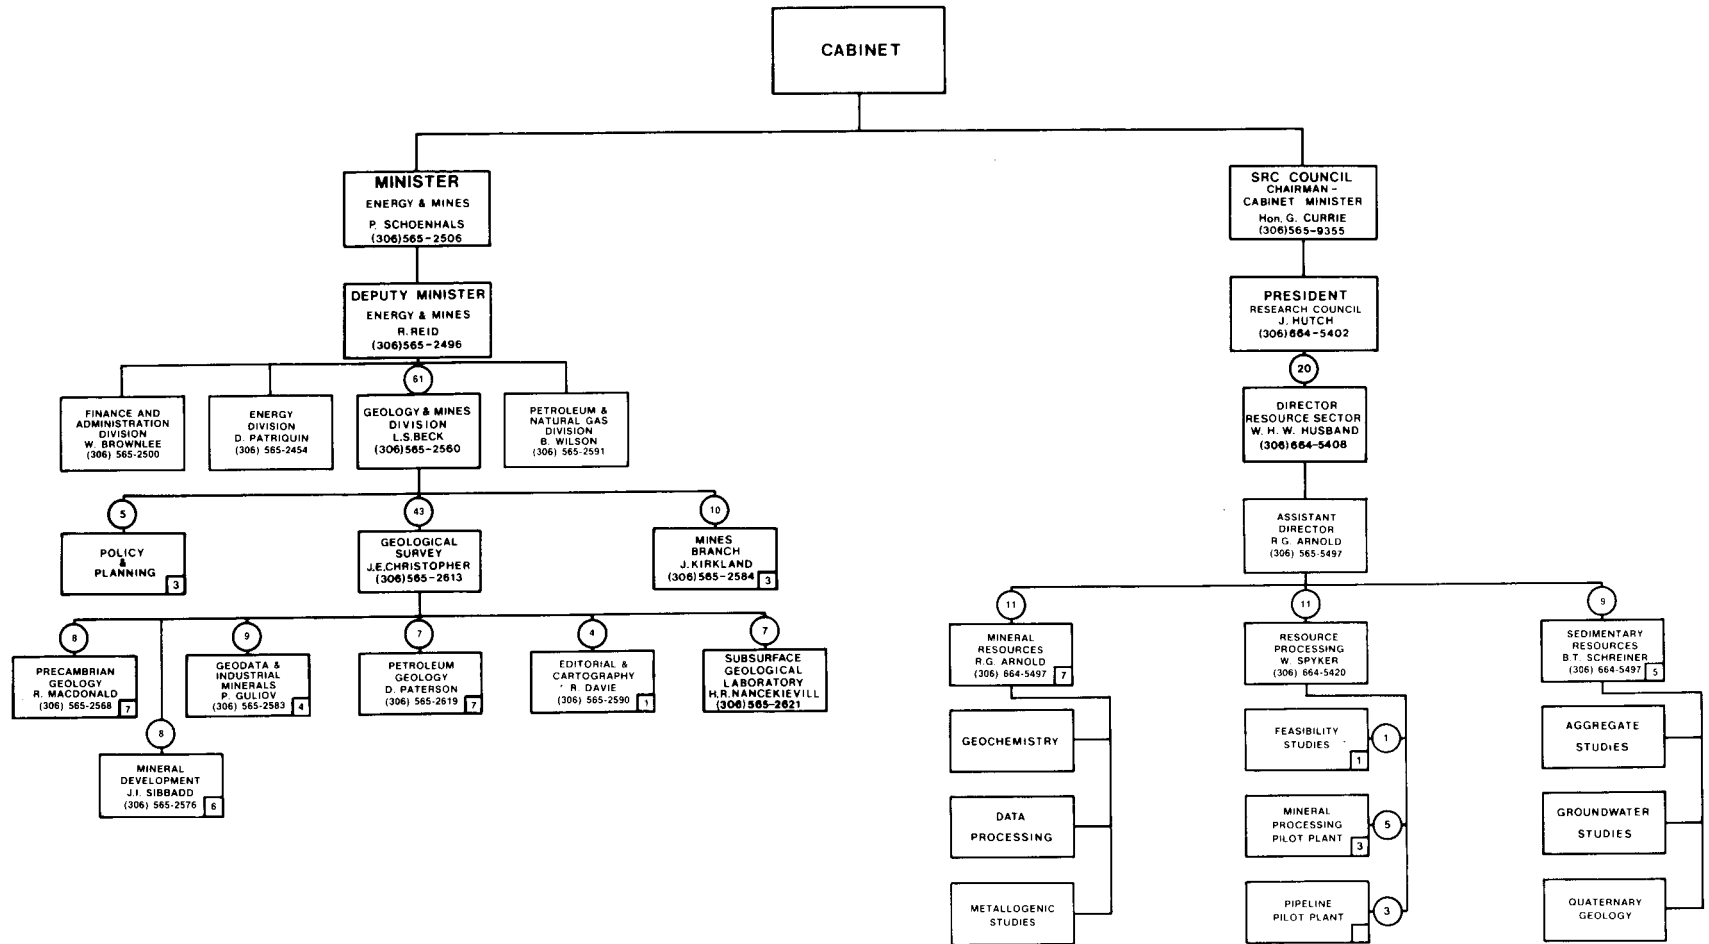 CABINET
MINISTER
ENERGY & MINES
P. SCHOENHALS
(306)565-2506
SRC COUNCIL
CHAIRMAN -
CABINET MINISTER
Hon. G. CURRIE
(306)565-9355
DEPUTY MINISTER
ENERGY & MINES
R. REID
(306)565-2496
PRESIDENT
RESEARCH COUNCIL
J. HUTCH
(306)664-5402
61
20
FINANCE AND
ADMINISTRATION
DIVISION
W. BROWNLEE
(306) 565-2500
ENERGY
DIVISION
D. PATRIQUIN
(306) 565-2454
GEOLOGY & MINES
DIVISION
L.S.BECK
(306)565-2560
PETROLEUM &
NATURAL GAS
DIVISION
B. WILSON
(306) 565-2591
DIRECTOR
RESOURCE SECTOR
W. H. W. HUSBAND
(306)664-5408
5
43
10
POLICY
&
PLANNING
3
GEOLOGICAL
SURVEY
J.E.CHRISTOPHER
(306)565-2613
MINES
BRANCH
J.KIRKLAND
(306)565-2584
3
ASSISTANT
DIRECTOR
R G. ARNOLD
(306) 565-5497
8
9
7
4
7
11
11
9
PRECAMBRIAN
GEOLOGY
R. MACDONALD
(306) 565-2568
7
GEODATA &
INDUSTRIAL
MINERALS
P. GULIOV
(306) 565-2583
4
PETROLEUM
GEOLOGY
D. PATERSON
(306) 565-2619
7
EDITORIAL &
CARTOGRAPHY
R. DAVIE
(306) 565-2590
1
SUBSURFACE
GEOLOGICAL
LABORATORY
H.R.NANCEKIEVILL
(306)565-2621
8
MINERAL
DEVELOPMENT
J.I. SIBBADD
(306) 565-2576
6
MINERAL
RESOURCES
R.G. ARNOLD
(306) 664-5497
7
RESOURCE
PROCESSING
W. SPYKER
(306) 664-5420
SEDIMENTARY
RESOURCES
B.T. SCHREINER
(306) 664-5497
5
GEOCHEMISTRY
FEASIBILITY
STUDIES
1
1
AGGREGATE
STUDIES
DATA
PROCESSING
MINERAL
PROCESSING
PILOT PLANT
3
5
GROUNDWATER
STUDIES
METALLOGENIC
STUDIES
PIPELINE
PILOT PLANT
3
QUATERNARY
GEOLOGY